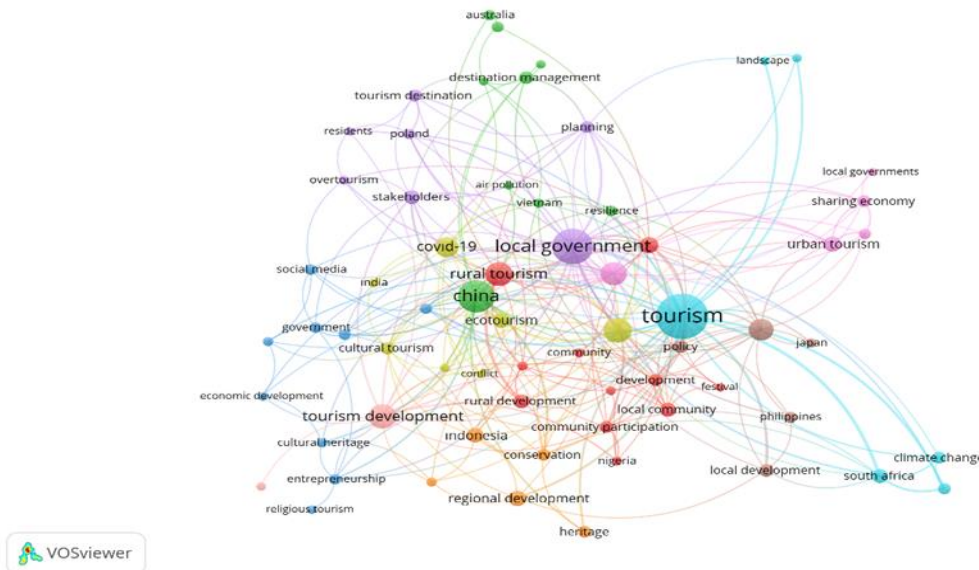 australia
landscape
destination management
tourism destination
planning
residents
poland
local governments
overtourism
air pollution
stakeholders
sharing economy
vietnam
resilience
urban tourism
covid-19
local government
social media
rural tourism
india
china
tourism
ecotourism
government
policy
japan
cultural tourism
community
conflict
development
festival
economic development
rural development
local community
tourism development
philippines
community participation
indonesia
cultural heritage
conservation
nigeria
climate change
local development
south africa
entrepreneurship
regional development
religious tourism
heritage
VOSviewer